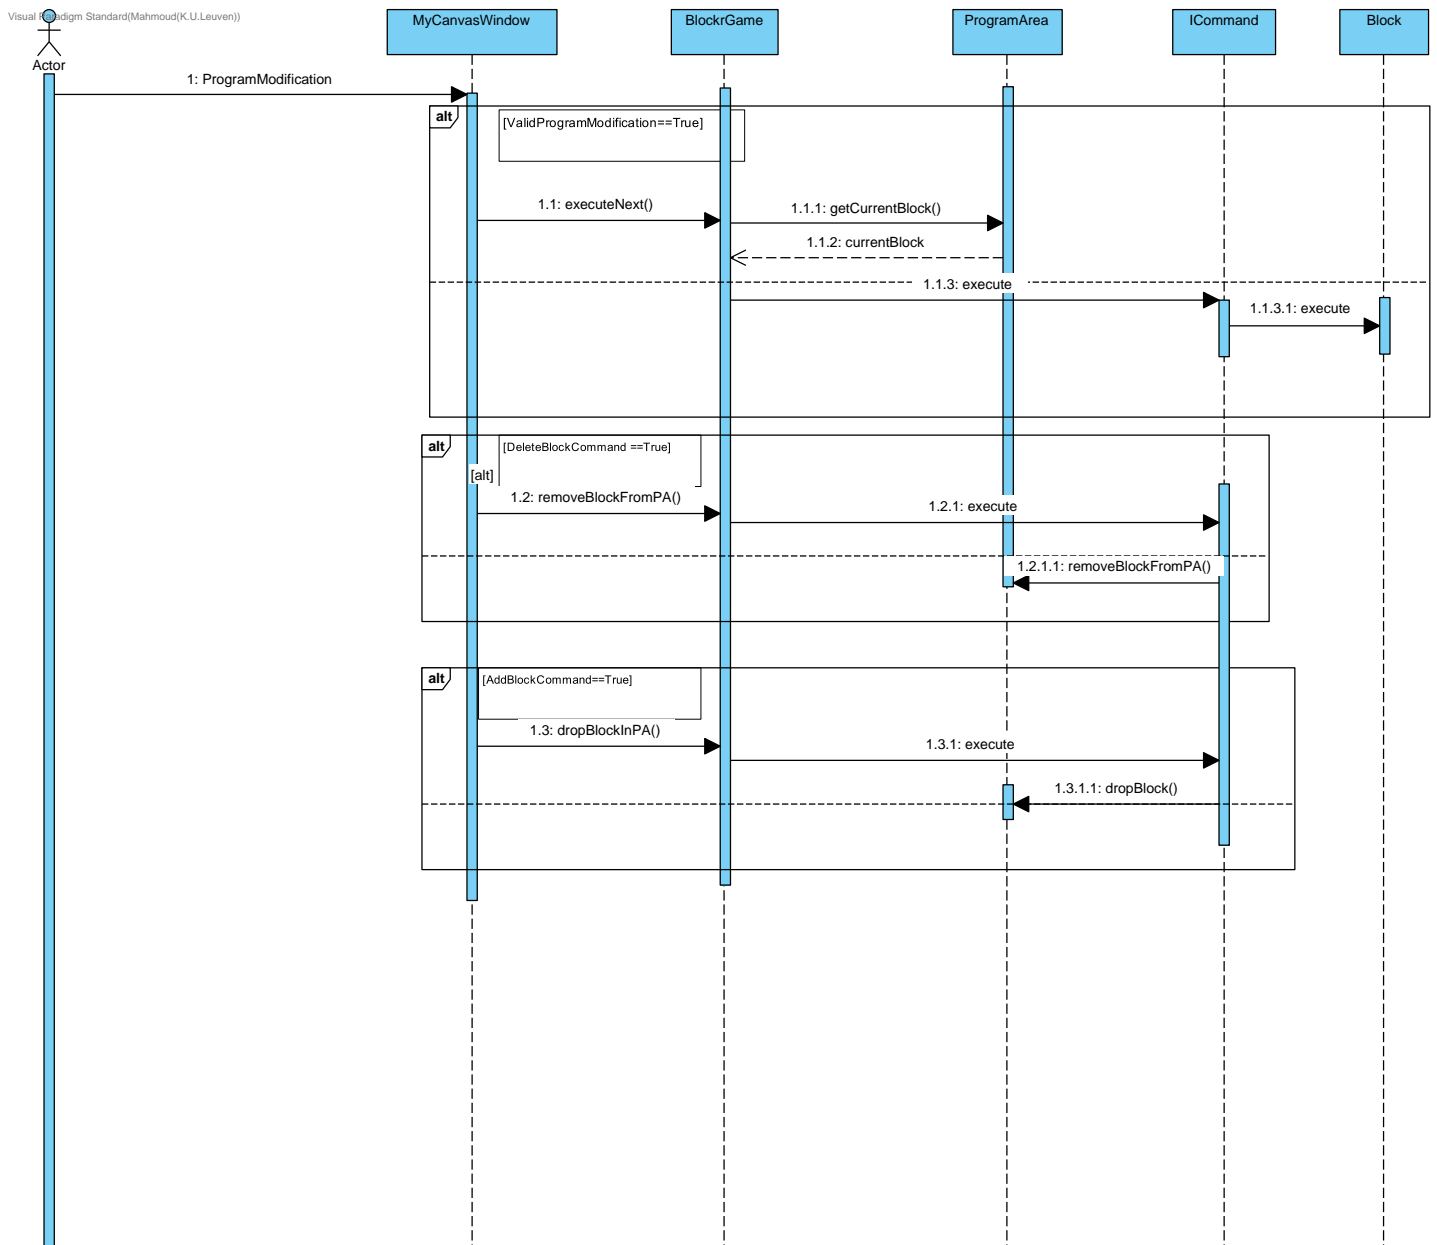 Visual Paradigm Standard(Mahmoud(K.U.Leuven))
Actor
MyCanvasWindow
BlockrGame
ProgramArea
ICommand
Block
1: ProgramModification
alt
[ValidProgramModification==True]
1.1: executeNext()
1.1.1: getCurrentBlock()
1.1.2: currentBlock
1.1.3: execute
1.1.3.1: execute
alt
[DeleteBlockCommand ==True]
[alt]
1.2: removeBlockFromPA()
1.2.1: execute
1.2.1.1: removeBlockFromPA()
alt
[AddBlockCommand==True]
1.3: dropBlockInPA()
1.3.1: execute
1.3.1.1: dropBlock()